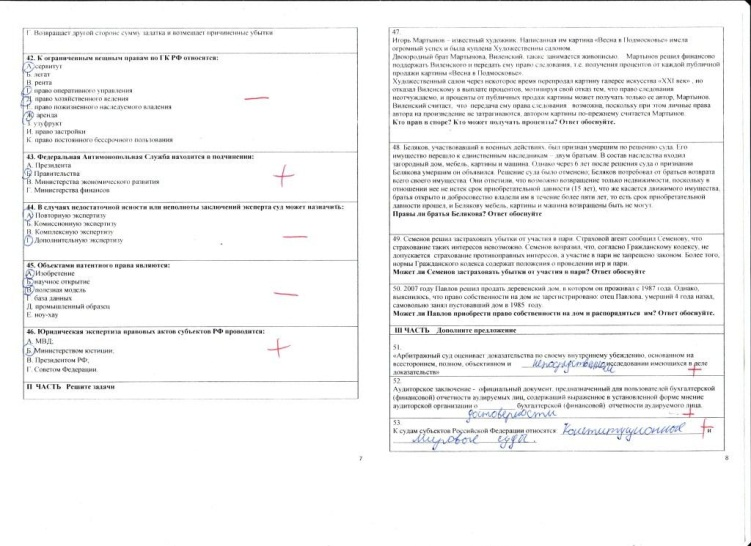 Г. Возвращает другой стороне сумму задатка и возмещает причиненные убытки
42. К ограниченным вещным правам по ГК РФ относятся:
А. сервитут
Б. легат
В. рента
Г. право оперативного управления
Д. право хозяйственного ведения
Е. право пожизненного наследуемого владения
Ж. аренда
З. узуфрукт
И. право застройки
К. право постоянного бессрочного пользования
43. Федеральная Антимонопольная Служба находится в подчинении:
А. Президента
Б. Правительства
В. Министерства экономического развития
Г. Министерства финансов
44. В случаях недостаточной ясности или неполноты заключений эксперта суд может назначить:
А. Повторную экспертизу
Б. Комиссионную экспертизу
В. Комплексную экспертизу
Г. Дополнительную экспертизу
45. Объектами патентного права являются:
А. Изобретение
Б. научное открытие
В. полезная модель
Г. база данных
Д. промышленный образец
Е. ноу-хау
46. Юридическая экспертиза правовых актов субъектов РФ проводится:
А. МВД,
Б. Министерством юстиции,
В. Президентом РФ,
Г. Советом Федерации.
II ЧАСТЬ Решите задачи
7
47.
Игорь Мартынов – известный художник. Написанная им картина «Весна в Подмосковье» имела
огромный успех и была куплена Художественным салоном.
Двоюродный брат Мартынова, Виленский, также занимается живописью. Мартынов решил финансово
поддержать Виленского и передать ему право следования, т.е. получения процентов от каждой публичной
продажи картины «Весна в Подмосковье».
Художественный салон через некоторое время перепродал картину галерее искусства «XXI век» , но
отказал Виленскому в выплате процентов, мотивируя свой отказ тем, что право следования
неотчуждаемо, и проценты от публичных продаж картины может получать только ее автор, Мартынов.
Виленский считает, что передача ему права следования возможна, поскольку при этом личные права
автора на произведение не затрагиваются, автором картины по-прежнему считается Мартынов.
Кто прав в споре? Кто может получать проценты? Ответ обоснуйте.
48. Беляков, участвовавший в военных действиях, был признан умершим по решению суда. Его
имущество перешло к единственным наследникам – двум братьям. В состав наследства входил
загородный дом, мебель, картины и машина. Однако через 6 лет после решения суда о признании
Белякова умершим он объявился. Решение суда было отменено, Беляков потребовал от братьев возврата
всего своего имущества. Они ответили, что возможно возвращение только недвижимости, поскольку в
отношении нее не истек срок приобретательной давности (15 лет), что же касается движимого имущества,
братья открыто и добросовестно владели им в течение более пяти лет, то есть срок приобретательной
давности прошел, и Белякову мебель, картины и машина возвращены быть не могут.
Правы ли братья Белякова? Ответ обоснуйте
49. Семенов решил застраховать убытки от участия в пари. Страховой агент сообщил Семенову, что
страхование таких интересов невозможно. Семенов возразил, что, согласно Гражданскому кодексу, не
допускается страхование противоправных интересов, а участие в пари не запрещено законом. Более того,
нормы Гражданского кодекса содержат положения о проведении игр и пари.
Может ли Семенов застраховать убытки от участия в пари? Ответ обоснуйте
50. 2007 году Павлов решил продать деревенский дом, в котором он проживал с 1987 года. Однако,
выяснилось, что право собственности на дом не зарегистрировано: отец Павлова, умерший 4 года назад,
самовольно занял пустовавший дом в 1985 году.
Может ли Павлов приобрести право собственности на дом и распорядиться им? Ответ обоснуйте.
III ЧАСТЬ Дополните предложение
51.
«Арбитражный суд оценивает доказательства по своему внутреннему убеждению, основанном на
всестороннем, полном, объективном и непосредственном исследовании имеющихся в деле
доказательств»
52.
Аудиторское заключение - официальный документ, предназначенный для пользователей бухгалтерской
(финансовой) отчетности аудируемых лиц, содержащий выраженное в установленной форме мнение
аудиторской организации о бухгалтерской (финансовой) отчетности аудируемого лица.
достоверности
53.
К судам субъектов Российской Федерации относятся Конституционные и
Мировые суды.
8